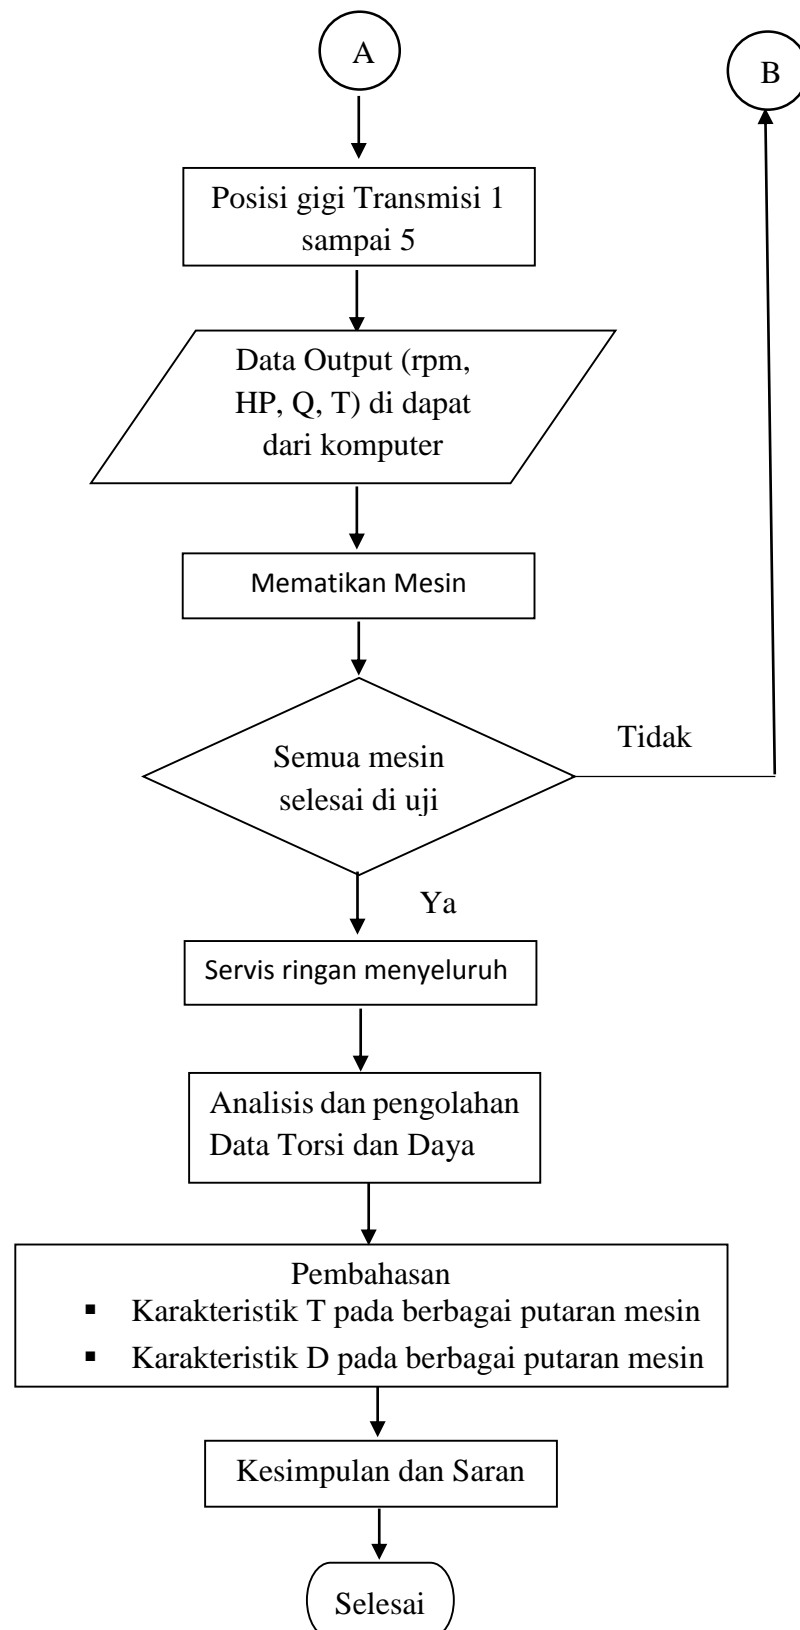 A
B
Posisi gigi Transmisi 1
sampai 5
Data Output (rpm,
HP, Q, T) di dapat
dari komputer
Mematikan Mesin
Semua mesin
selesai di uji
Tidak
Ya
Servis ringan menyeluruh
Analisis dan pengolahan
Data Torsi dan Daya
Pembahasan
▪ Karakteristik T pada berbagai putaran mesin
▪ Karakteristik D pada berbagai putaran mesin
Kesimpulan dan Saran
Selesai